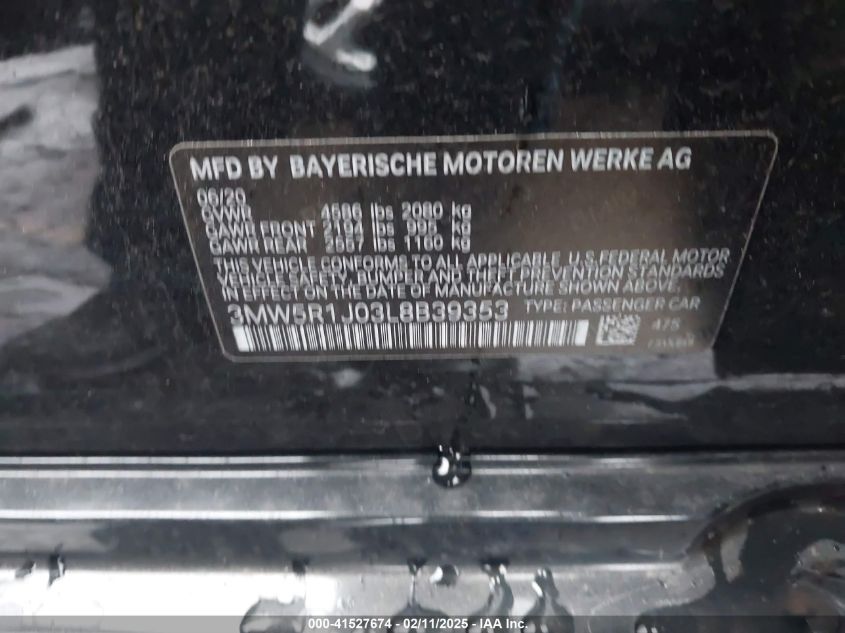 MFD BY BAYERISCHE MOTOREN WERKE AG
06/20
GVWR 4586 lbs 2080 kg
GAWR FRONT 2194 lbs 995 kg
GAWR REAR 2557 lbs 1160 kg
THIS VEHICLE CONFORMS TO ALL APPLICABLE U.S. FEDERAL MOTOR
VEHICLE SAFETY, BUMPER, AND THEFT PREVENTION STANDARDS
IN EFFECT ON THE DATE OF MANUFACTURE SHOWN ABOVE.
3MW5R1J03L8B39353 TYPE: PASSENGER CAR
475
000-41527674 - 02/11/2025 - IAA Inc.